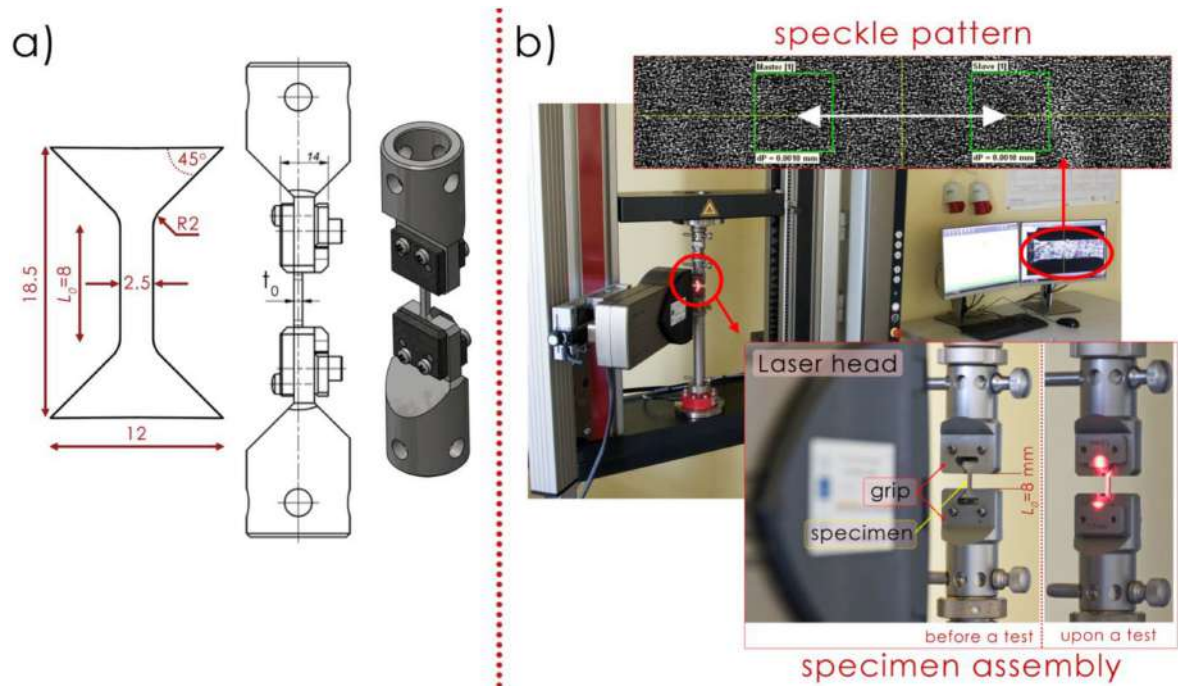 a)
45°
R2
18.5
L₀=8
2.5
12
14
t₀
b)
speckle pattern
Master [1]
Slave [1]
dP = 0.0010 mm
dP = 0.0010 mm
Laser head
grip
specimen
L₀=8 mm
before a test
upon a test
specimen assembly